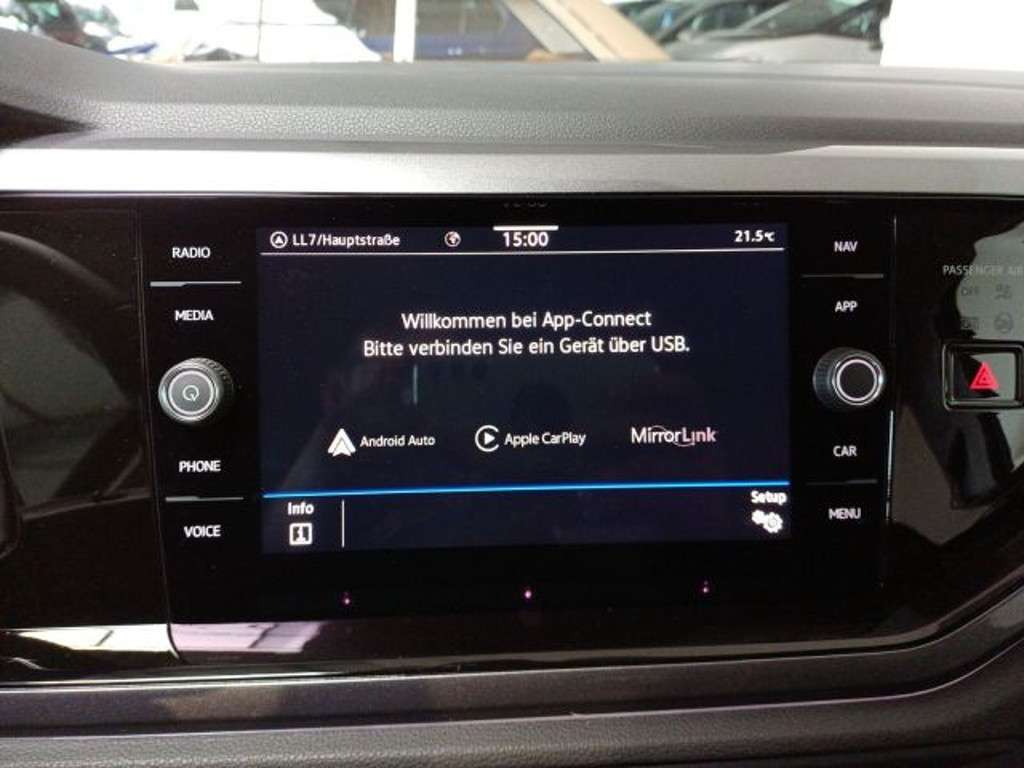 LL7/Hauptstraße 15:00 21.5°C
RADIO
NAV
MEDIA
APP
Willkommen bei App-Connect
Bitte verbinden Sie ein Gerät über USB.
Android Auto Apple CarPlay MirrorLink
PHONE
CAR
VOICE
MENU
Info
Setup
PASSENGER AIR
OFF